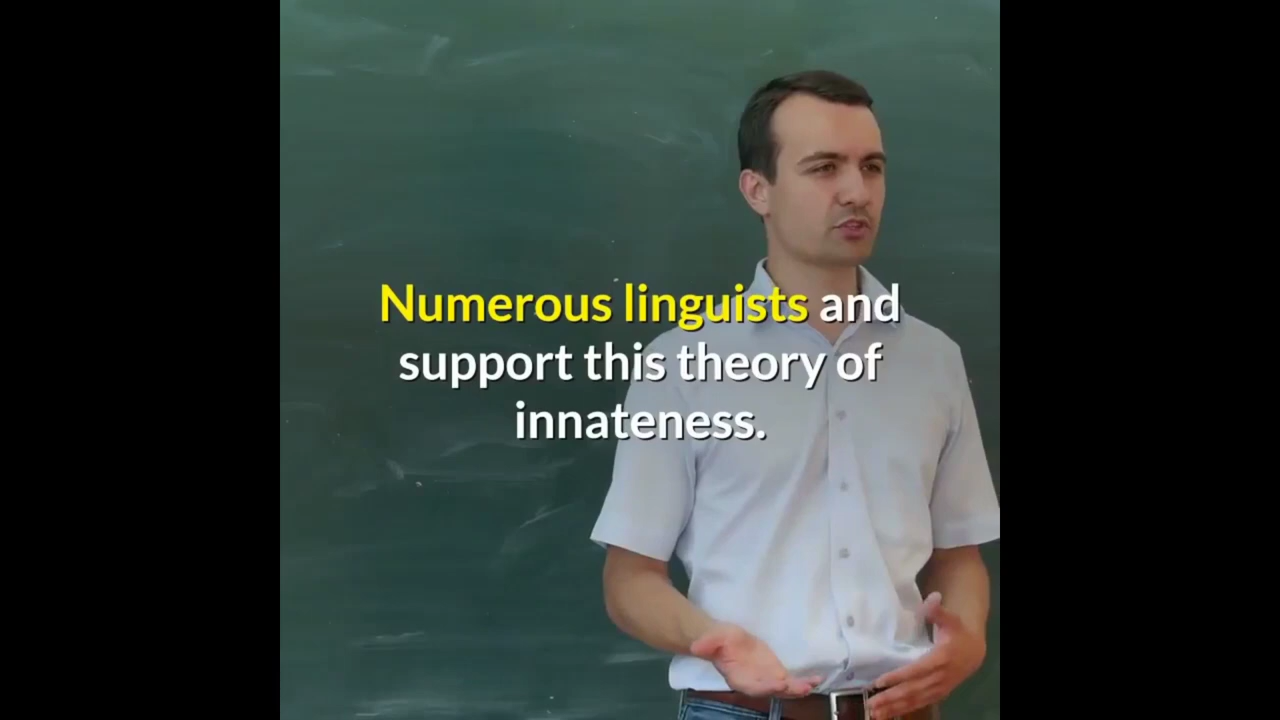 Numerous linguists and
support this theory of
innateness.